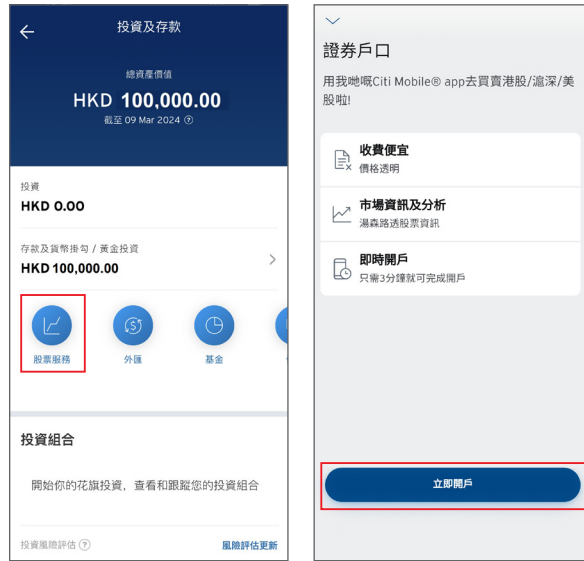 投資及存款
總資產價值
HKD 100,000.00
截至 09 Mar 2024 ?
投資
HKD 0.00
存款及貨幣掛勾 / 黃金投資
HKD 100,000.00
股票服務
外匯
基金
投資組合
開始你的花旗投資，查看和跟蹤您的投資組合
投資風險評估 ?
風險評估更新
證券戶口
用我哋嘅Citi Mobile® app去買賣港股/滬深/美
股啦!
收費便宜
價格透明
市場資訊及分析
湯森路透股票資訊
即時開戶
只需3分鐘就可完成開戶
立即開戶